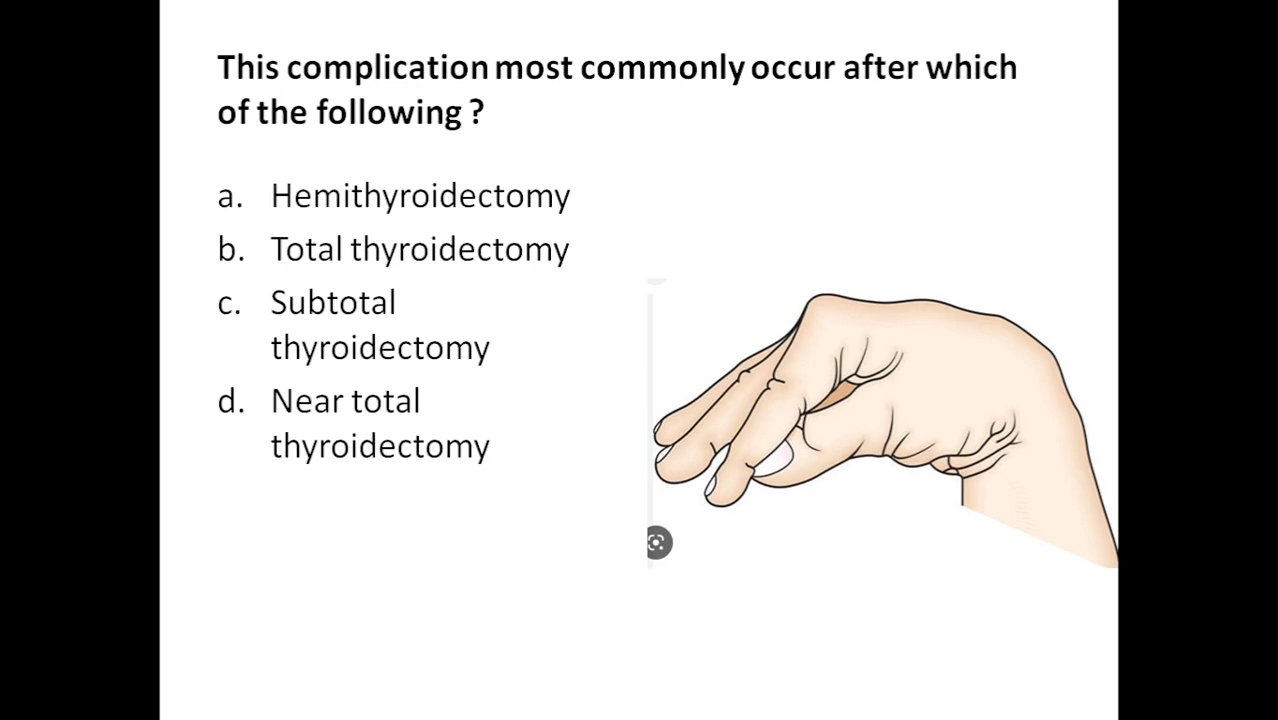 This complication most commonly occur after which
of the following ?
a. Hemithyroidectomy
b. Total thyroidectomy
c. Subtotal
thyroidectomy
d. Near total
thyroidectomy